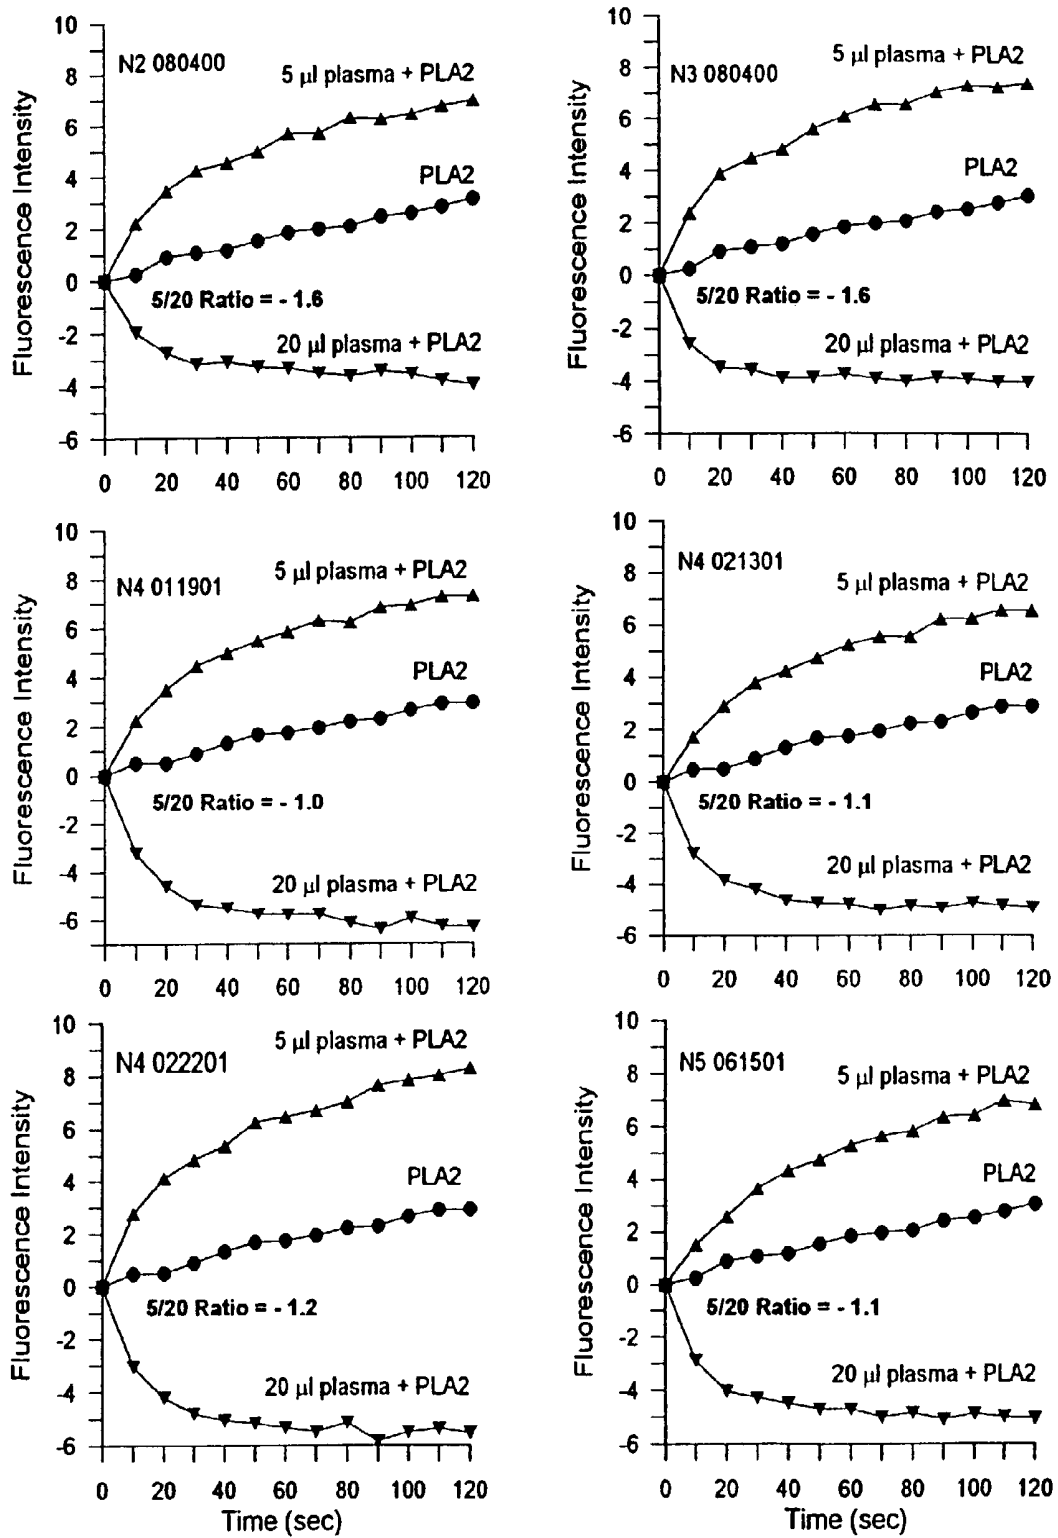 N2 080400
5 µl plasma + PLA2
PLA2
5/20 Ratio = - 1.6
20 µl plasma + PLA2
Fluorescence Intensity
10
8
6
4
2
0
-2
-4
-6
0 20 40 60 80 100 120
N3 080400
5 µl plasma + PLA2
PLA2
5/20 Ratio = - 1.6
20 µl plasma + PLA2
Fluorescence Intensity
10
8
6
4
2
0
-2
-4
-6
0 20 40 60 80 100 120
N4 011901
5 µl plasma + PLA2
PLA2
5/20 Ratio = - 1.0
20 µl plasma + PLA2
Fluorescence Intensity
10
8
6
4
2
0
-2
-4
-6
0 20 40 60 80 100 120
N4 021301
5 µl plasma + PLA2
PLA2
5/20 Ratio = - 1.1
20 µl plasma + PLA2
Fluorescence Intensity
10
8
6
4
2
0
-2
-4
-6
0 20 40 60 80 100 120
N4 022201
5 µl plasma + PLA2
PLA2
5/20 Ratio = - 1.2
20 µl plasma + PLA2
Fluorescence Intensity
10
8
6
4
2
0
-2
-4
-6
0 20 40 60 80 100 120
Time (sec)
N5 061501
5 µl plasma + PLA2
PLA2
5/20 Ratio = - 1.1
20 µl plasma + PLA2
Fluorescence Intensity
10
8
6
4
2
0
-2
-4
-6
0 20 40 60 80 100 120
Time (sec)